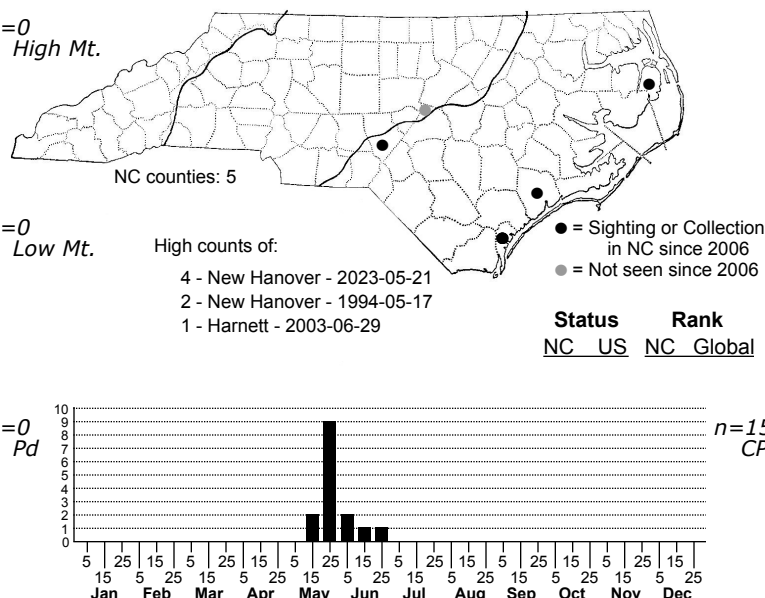 =0
High Mt.
NC counties: 5
=0
Low Mt.
High counts of:
4 - New Hanover - 2023-05-21
2 - New Hanover - 1994-05-17
1 - Harnett - 2003-06-29
● = Sighting or Collection
in NC since 2006
● = Not seen since 2006
Status Rank
NC US NC Global
=0
Pd
10
9
8
7
6
5
4
3
2
1
0
n=15
CP
5 25 15 5 25 15 5 25 15 5 25 15 5 25 15 5 25 15
15 5 25 15 5 25 15 5 25 15 5 25 15 5 25 15 5 25
Jan Feb Mar Apr May Jun Jul Aug Sep Oct Nov Dec